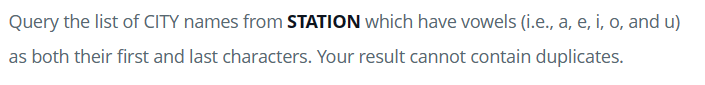 Query the list of CITY names from STATION which have vowels (i.e., a, e, i, o, and u)
as both their first and last characters. Your result cannot contain duplicates.